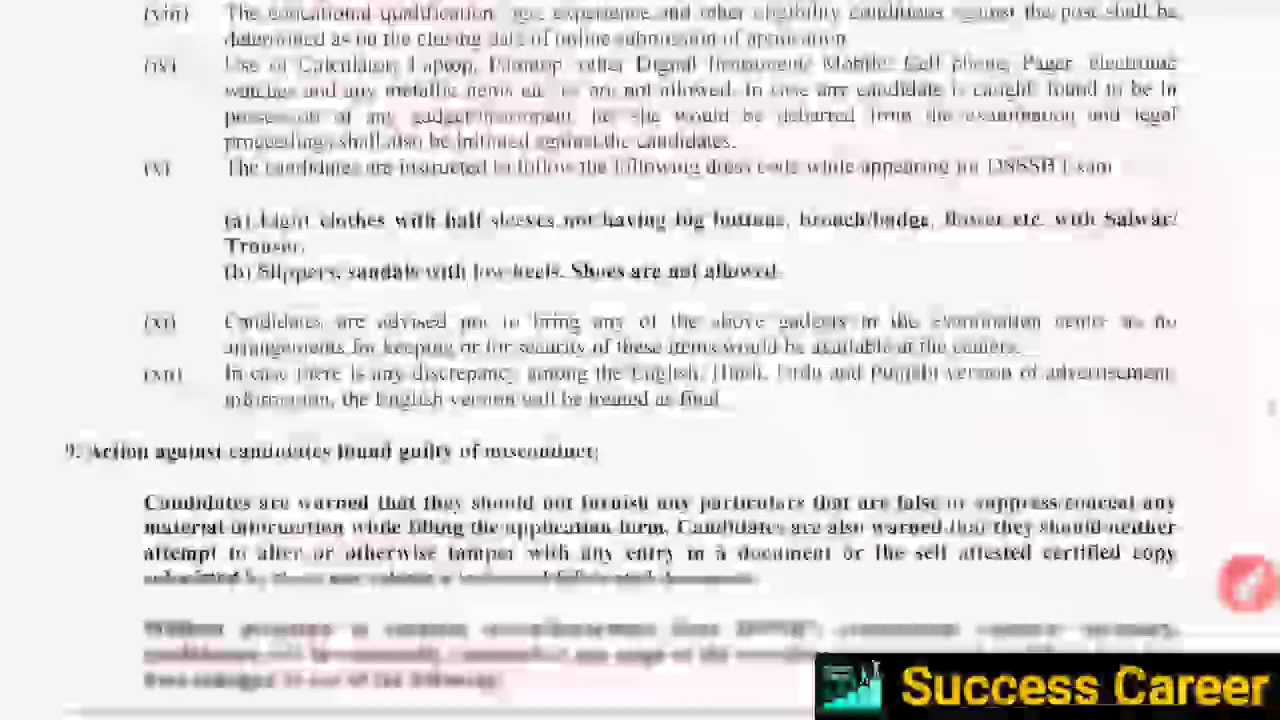 (viii) The educational qualification, age, experience and other eligibility conditions against the post shall be
determined as on the closing date of online submission of application.
(ix) Use of Calculator, Laptop, Palmtop, other Digital Instrument/ Mobile/ Cell phone, Pager, electronic
watches and any metallic items etc. are not allowed. In case any candidate is caught/ found to be in
possession of any gadget/instrument, he/ she would be debarred from the examination and legal
proceedings shall also be initiated against the candidates.
(x) The candidates are instructed to follow the following dress code while appearing for DSSSB Exam
(a) Light clothes with half sleeves not having big buttons, brooch/badge, flower etc. with Salwar/
Trouser.
(b) Slippers, sandals with low heels. Shoes are not allowed.
(xi) Candidates are advised not to bring any of the above gadgets in the examination center as no
arrangements for keeping or for security of these items would be available at the centers.
(xii) In case there is any discrepancy among the English, Hindi, Urdu and Punjabi version of advertisement
information, the English version will be treated as final
9. Action against candidates found guilty of misconduct:
Candidates are warned that they should not furnish any particulars that are false or suppress/conceal any
material information while filling the application form. Candidates are also warned that they should neither
attempt to alter or otherwise tamper with any entry in a document or the self attested certified copy
submitted by
Without
from
Success Career